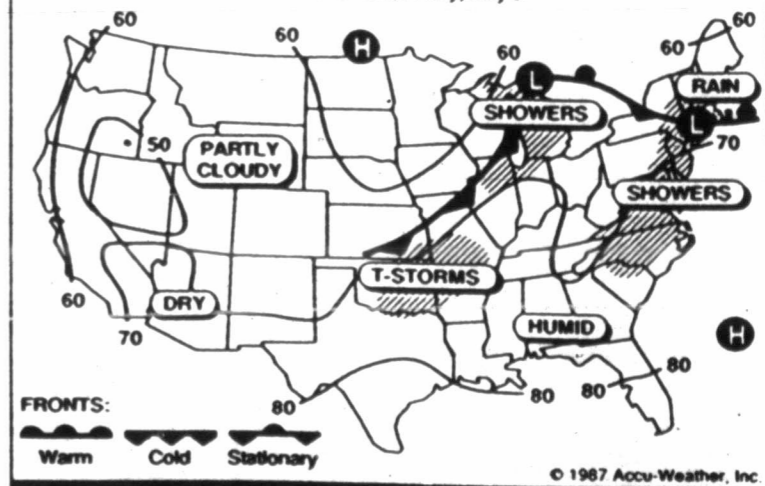 60
60
60
60
60
H
L
RAIN
SHOWERS
L
50
PARTLY
CLOUDY
70
SHOWERS
T-STORMS
60
DRY
70
HUMID
H
80
80
80
80
FRONTS:
Warm
Cold
Stationary
© 1987 Accu-Weather, Inc.